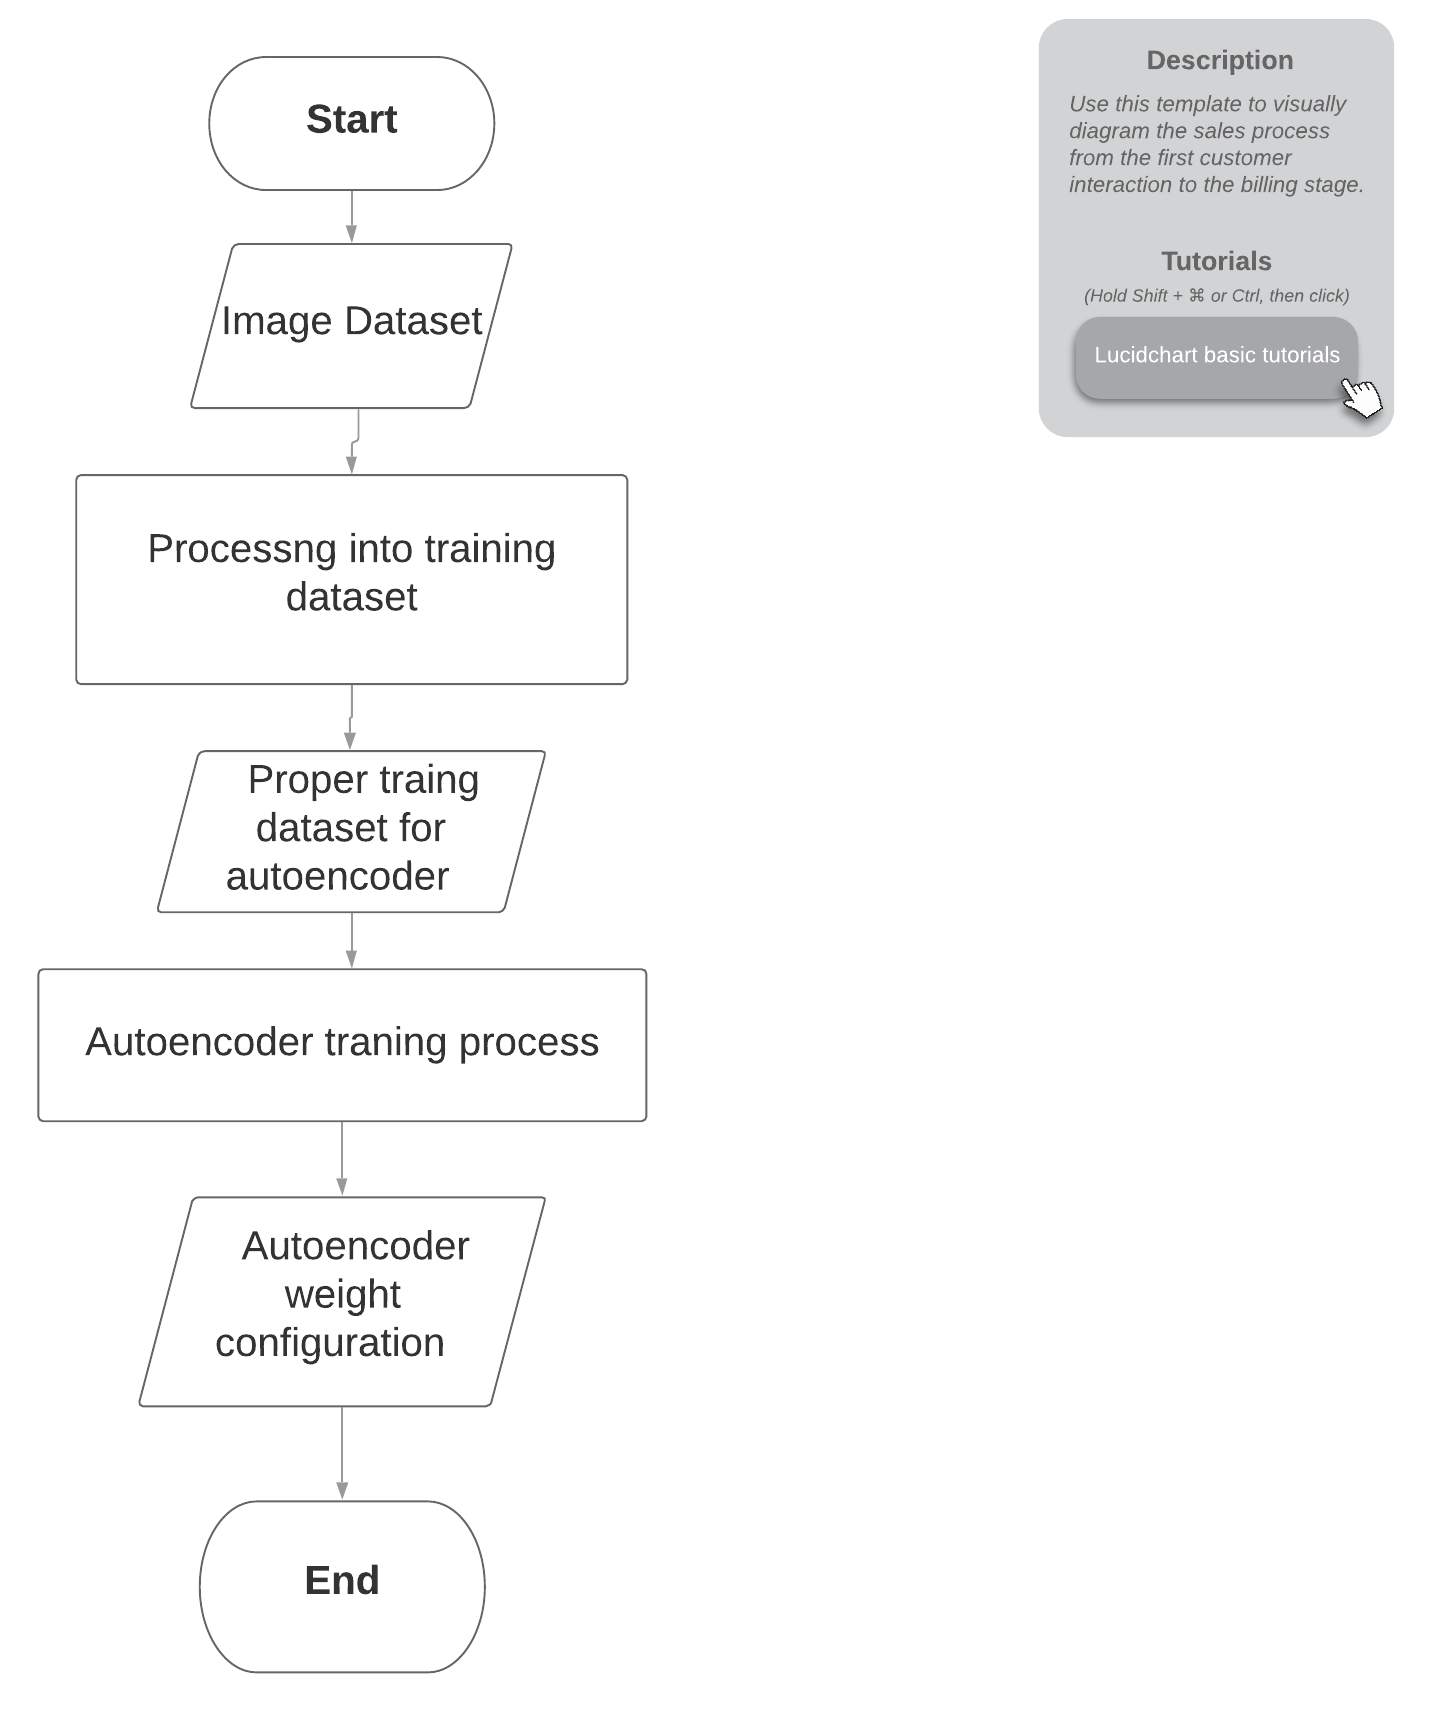 Start
Image Dataset
Processng into training
dataset
Proper traing
dataset for
autoencoder
Autoencoder traning process
Autoencoder
weight
configuration
End
Description
Use this template to visually
diagram the sales process
from the first customer
interaction to the billing stage.
Tutorials
(Hold Shift + ⌘ or Ctrl, then click)
Lucidchart basic tutorials